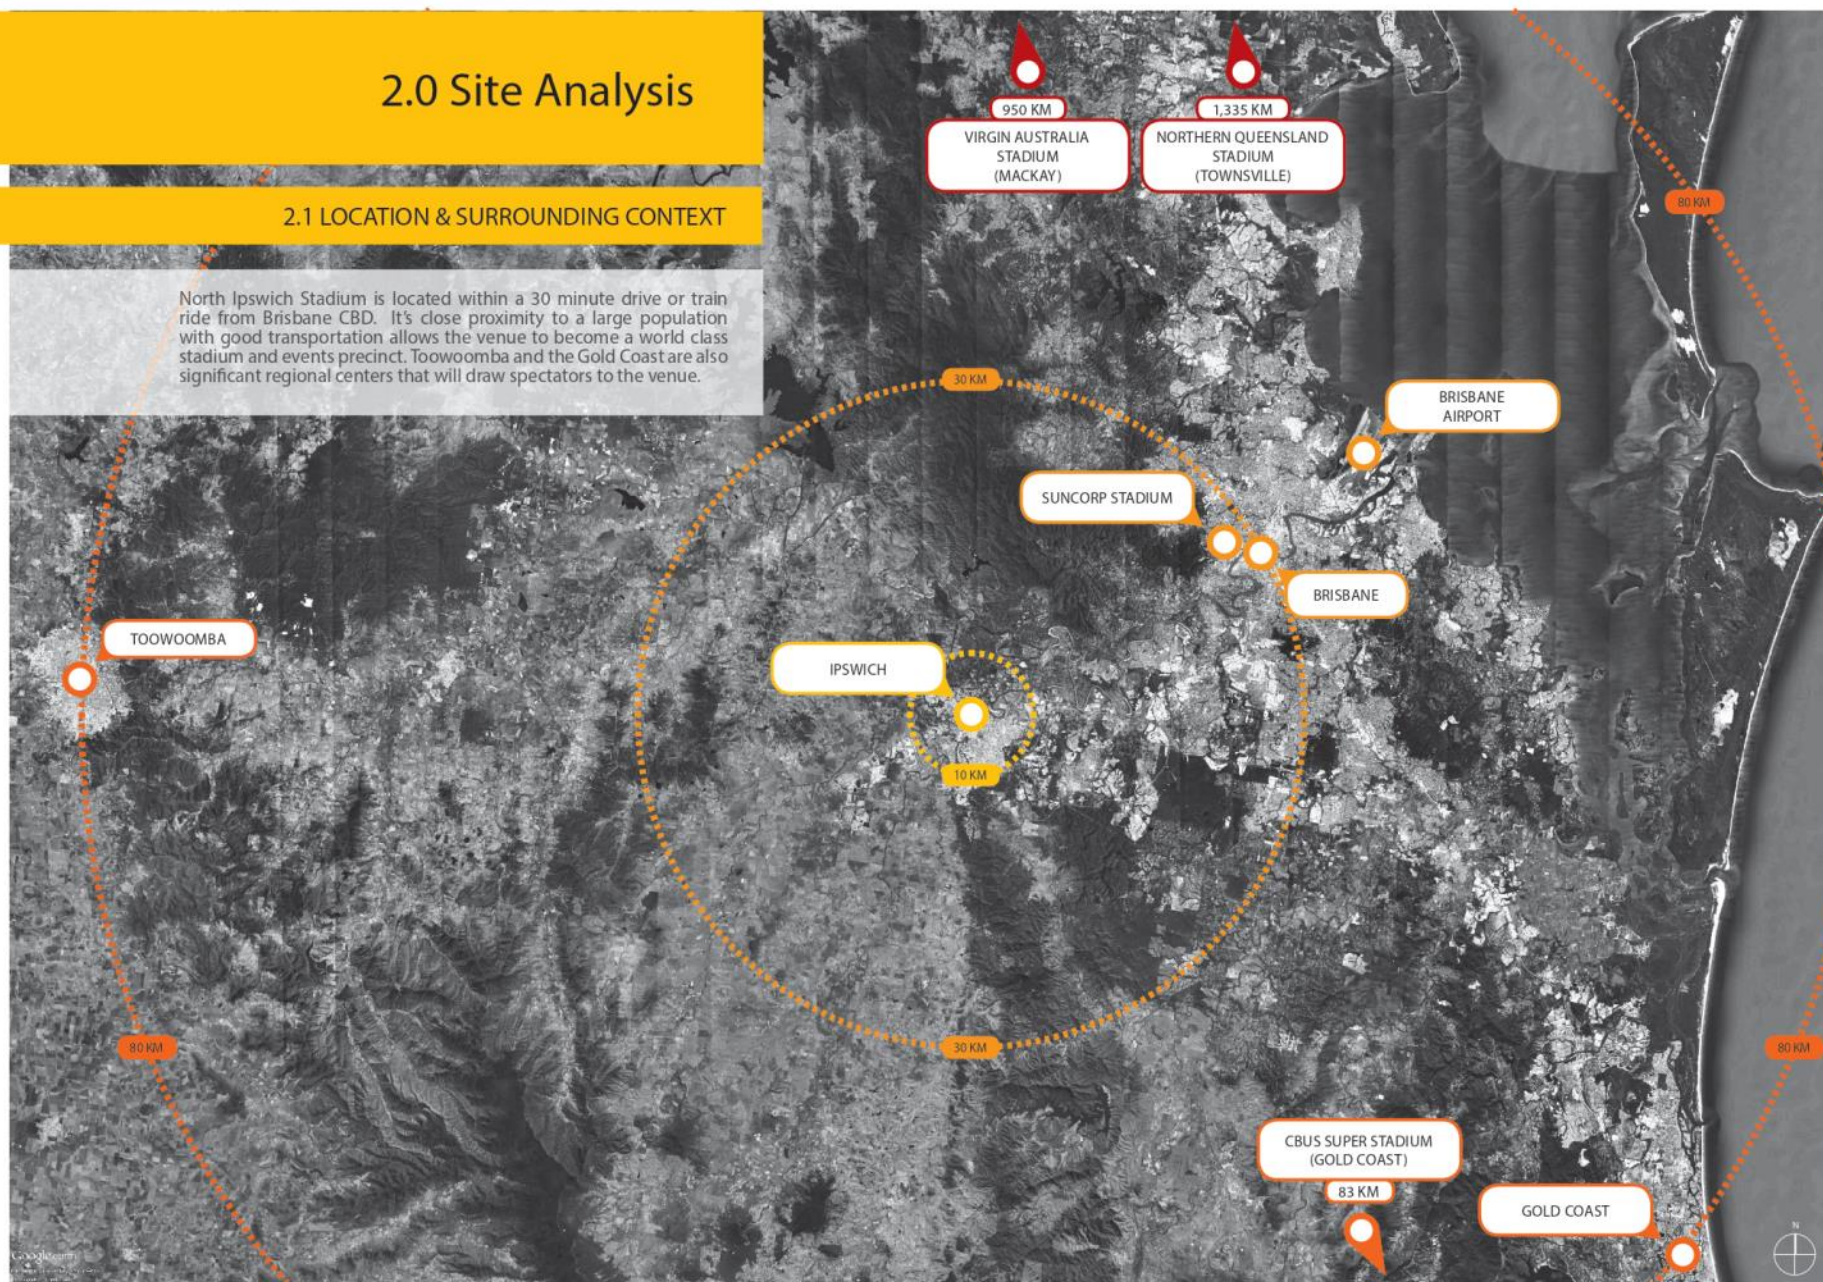 2.0 Site Analysis
2.1 LOCATION & SURROUNDING CONTEXT
North Ipswich Stadium is located within a 30 minute drive or train
ride from Brisbane CBD. It's close proximity to a large population
with good transportation allows the venue to become a world class
stadium and events precinct. Toowoomba and the Gold Coast are also
significant regional centers that will draw spectators to the venue.
950 KM
VIRGIN AUSTRALIA
STADIUM
(MACKAY)
1,335 KM
NORTHERN QUEENSLAND
STADIUM
(TOWNSVILLE)
80 KM
30 KM
BRISBANE
AIRPORT
SUNCORP STADIUM
BRISBANE
TOOWOOMBA
IPSWICH
10 KM
80 KM
30 KM
80 KM
CBUS SUPER STADIUM
(GOLD COAST)
83 KM
GOLD COAST
N
Google.com